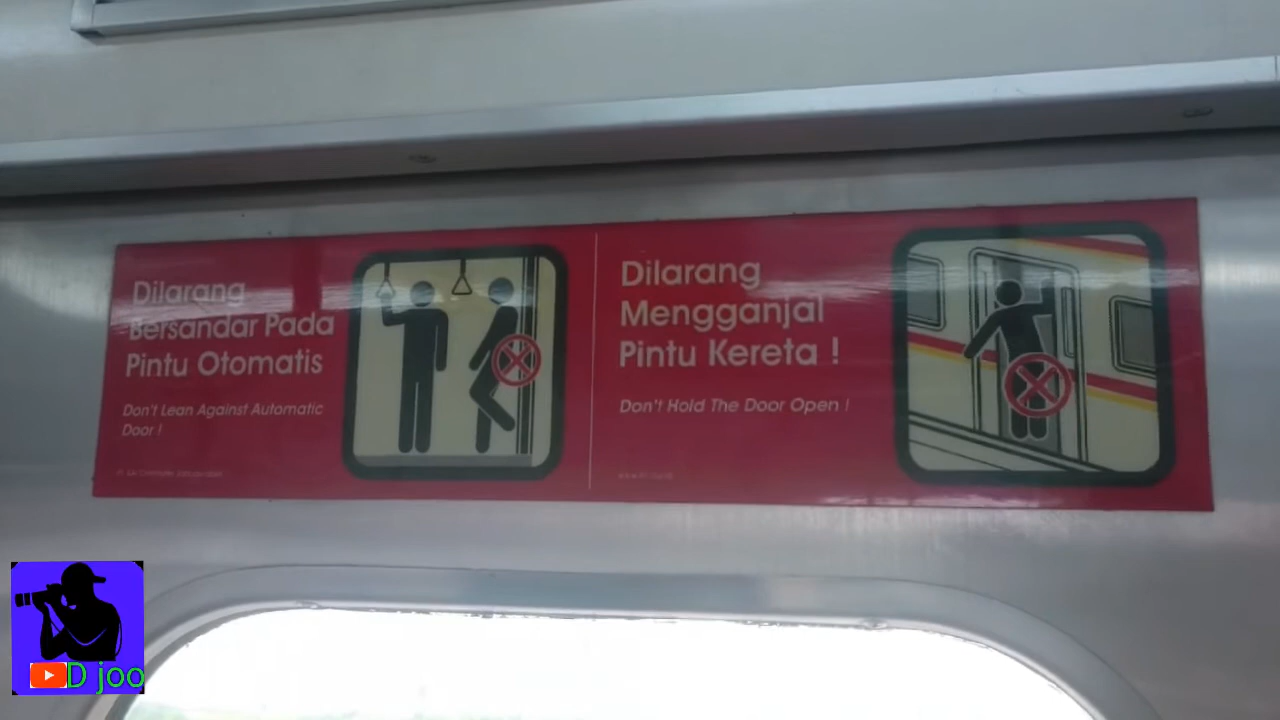 Dilarang
Bersandar Pada
Pintu Otomatis
Don't Lean Against Automatic
Door !
Dilarang
Mengganjal
Pintu Kereta !
Don't Hold The Door Open !
D joo